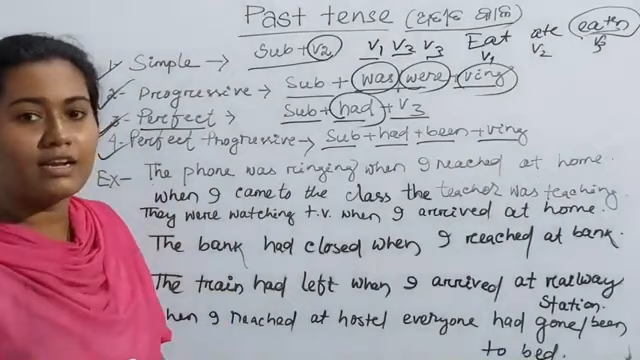 Past tense (ଅତୀତ କାଳ)
1- Simple → Sub + V2 V1 V2 V3 Eat ate eaten
V1 V2 V3
2- Progressive → Sub + was/were + Ving
3- Perfect → Sub + had + V3
4- Perfect Progressive → Sub + had + been + Ving
Ex- The phone was ringing when I reached at home.
when I came to the class the teacher was teaching.
They were watching t.v. when I arrived at home.
The bank had closed when I reached at bank.
The train had left when I arrived at railway
Station.
hen I reached at hostel everyone had gone/been
to bed.